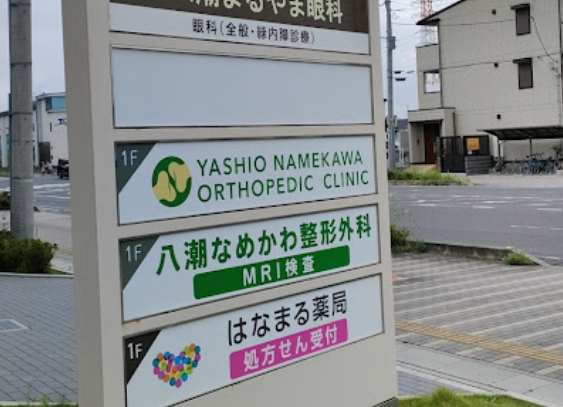 潮まるやま眼科
眼科(全般・緑内障診療)
1F
YASHIO NAMEKAWA
ORTHOPEDIC CLINIC
1F
八潮なめかわ整形外科
MRI検査
1F
はなまる薬局
処方せん受付